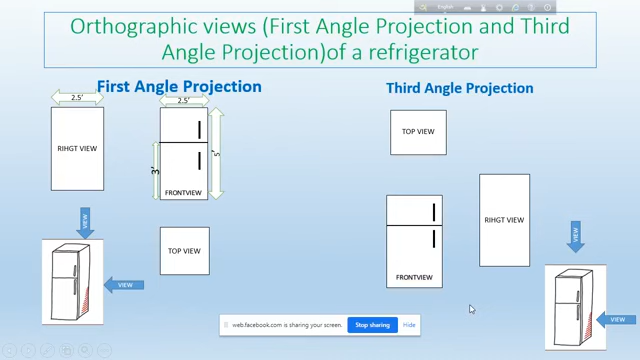 English
Orthographic views (First Angle Projection and Third
Angle Projection)of a refrigerator
First Angle Projection
2.5'
2.5'
RIHGT VIEW
3'
5'
FRONTVIEW
VIEW
VIEW
TOP VIEW
Third Angle Projection
TOP VIEW
RIHGT VIEW
FRONTVIEW
VIEW
VIEW
web.facebook.com is sharing your screen.
Stop sharing
Hide